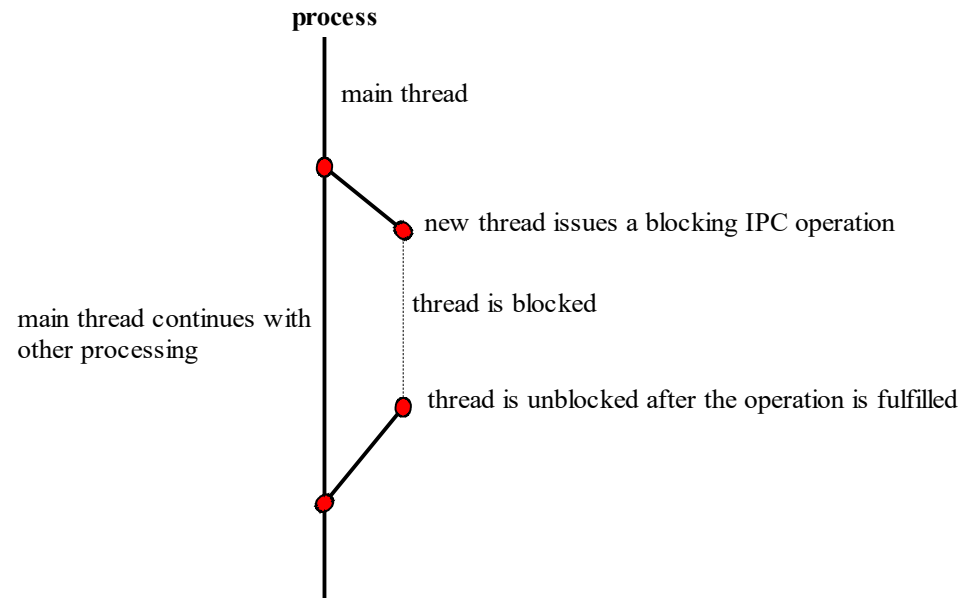 process
main thread
new thread issues a blocking IPC operation
thread is blocked
main thread continues with
other processing
thread is unblocked after the operation is fulfilled